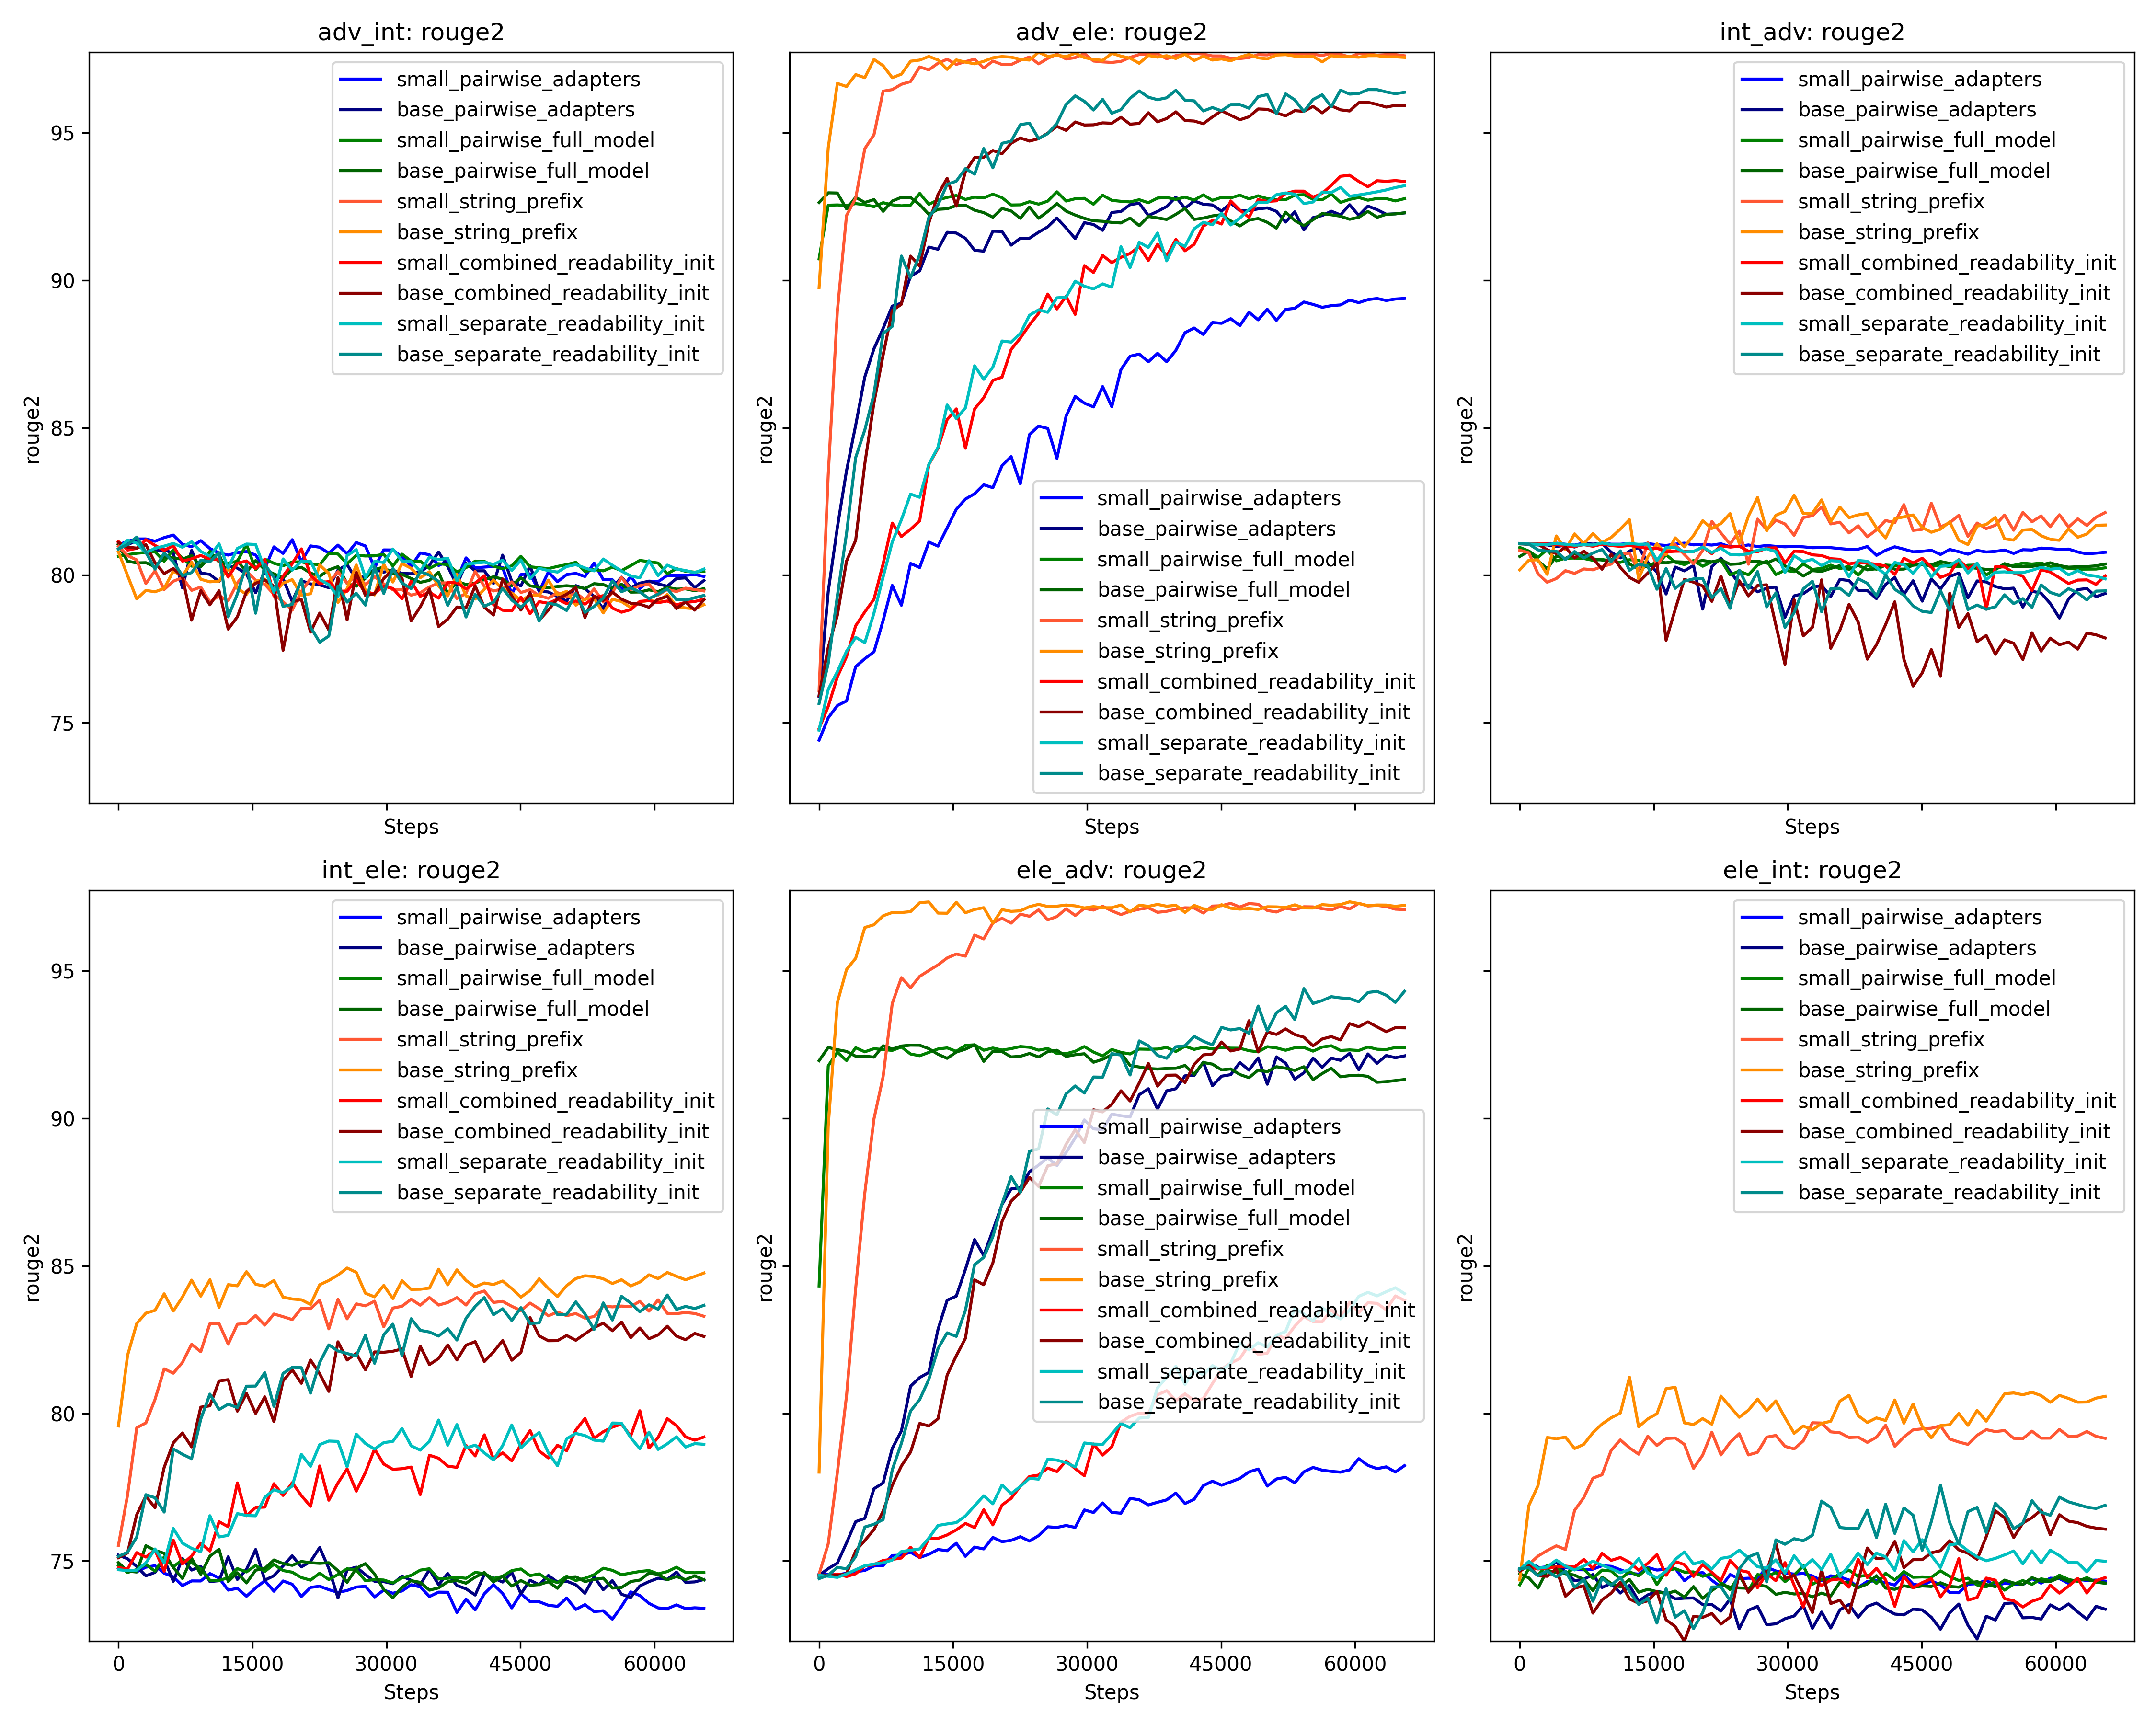 adv_int: rouge2
rouge2
95
90
85
80
75
small_pairwise_adapters
base_pairwise_adapters
small_pairwise_full_model
base_pairwise_full_model
small_string_prefix
base_string_prefix
small_combined_readability_init
base_combined_readability_init
small_separate_readability_init
base_separate_readability_init
Steps
adv_ele: rouge2
rouge2
small_pairwise_adapters
base_pairwise_adapters
small_pairwise_full_model
base_pairwise_full_model
small_string_prefix
base_string_prefix
small_combined_readability_init
base_combined_readability_init
small_separate_readability_init
base_separate_readability_init
Steps
int_adv: rouge2
rouge2
small_pairwise_adapters
base_pairwise_adapters
small_pairwise_full_model
base_pairwise_full_model
small_string_prefix
base_string_prefix
small_combined_readability_init
base_combined_readability_init
small_separate_readability_init
base_separate_readability_init
Steps
int_ele: rouge2
rouge2
95
90
85
80
75
small_pairwise_adapters
base_pairwise_adapters
small_pairwise_full_model
base_pairwise_full_model
small_string_prefix
base_string_prefix
small_combined_readability_init
base_combined_readability_init
small_separate_readability_init
base_separate_readability_init
0 15000 30000 45000 60000
Steps
ele_adv: rouge2
rouge2
small_pairwise_adapters
base_pairwise_adapters
small_pairwise_full_model
base_pairwise_full_model
small_string_prefix
base_string_prefix
small_combined_readability_init
base_combined_readability_init
small_separate_readability_init
base_separate_readability_init
0 15000 30000 45000 60000
Steps
ele_int: rouge2
rouge2
small_pairwise_adapters
base_pairwise_adapters
small_pairwise_full_model
base_pairwise_full_model
small_string_prefix
base_string_prefix
small_combined_readability_init
base_combined_readability_init
small_separate_readability_init
base_separate_readability_init
0 15000 30000 45000 60000
Steps